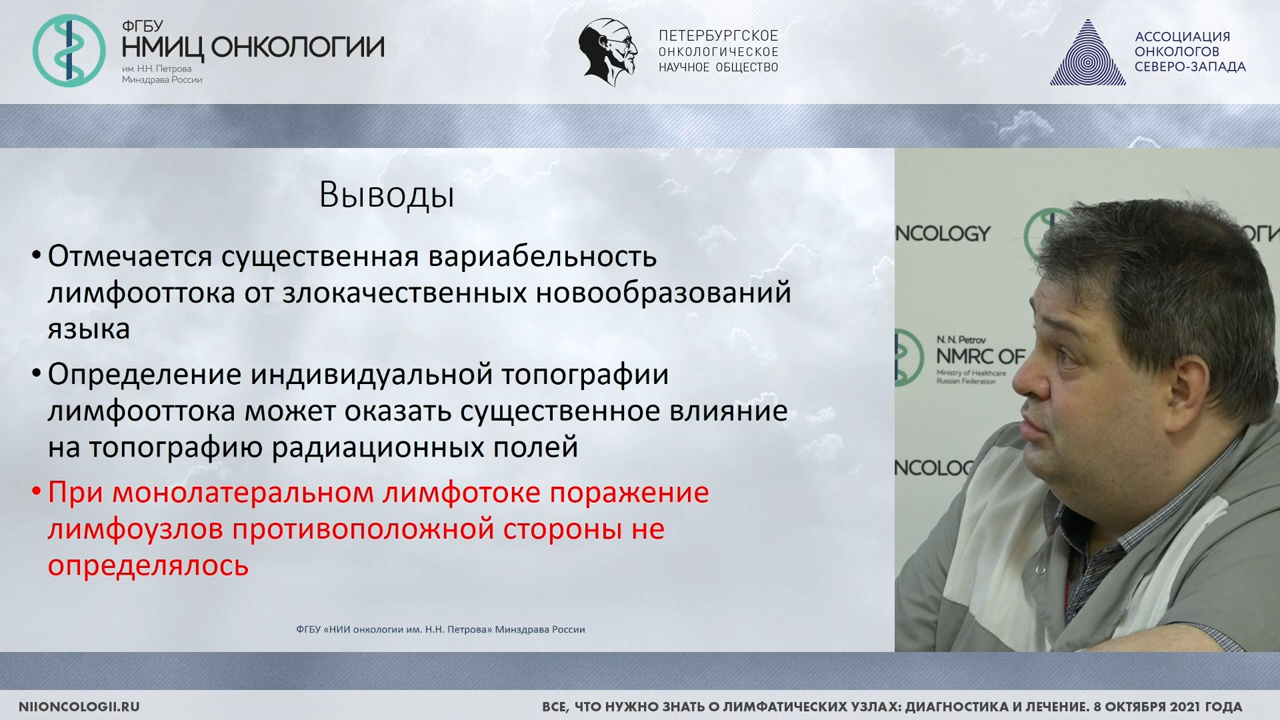 ФГБУ
НМИЦ ОНКОЛОГИИ
им. Н.Н. Петрова
Минздрава России
ПЕТЕРБУРГСКОЕ
ОНКОЛОГИЧЕСКОЕ
НАУЧНОЕ ОБЩЕСТВО
АССОЦИАЦИЯ
ОНКОЛОГОВ
СЕВЕРО-ЗАПАДА
Выводы
• Отмечается существенная вариабельность
лимфооттока от злокачественных новообразований
языка
• Определение индивидуальной топографии
лимфооттока может оказать существенное влияние
на топографию радиационных полей
• При монолатеральном лимфотоке поражение
лимфоузлов противоположной стороны не
определялось
ФГБУ «НИИ онкологии им. Н.Н. Петрова» Минздрава России
NCOLOGY
ОГИ
N. N. Petrov
NMRC OF
Ministry of Healthcare
Russian Federation
NCOLOG
NIIONCOLOGII.RU
ВСЕ, ЧТО НУЖНО ЗНАТЬ О ЛИМФАТИЧЕСКИХ УЗЛАХ: ДИАГНОСТИКА И ЛЕЧЕНИЕ. 8 ОКТЯБРЯ 2021 ГОДА